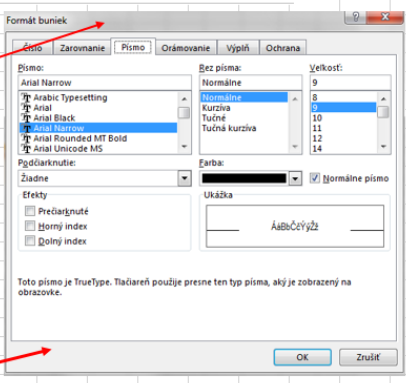 Formát buniek
Číslo Zarovnanie Písmo Orámovanie Výplň Ochrana
Písmo: Rez písma: Veľkosť:
Arial Narrow Normálne 9
Arabic Typesetting
Arial
Arial Black
Arial Narrow
Arial Rounded MT Bold
Arial Unicode MS
Normálne
Kurzíva
Tučné
Tučná kurzíva
8
9
10
11
12
14
Podčiarknutie: Farba:
Žiadne Normálne písmo
Efekty
Prečiarknuté
Horný index
Dolný index
Ukážka
ÁáBbČčÝýŽž
Toto písmo je TrueType. Tlačiareň použije presne ten typ písma, aký je zobrazený na
obrazovke.
OK Zrušiť